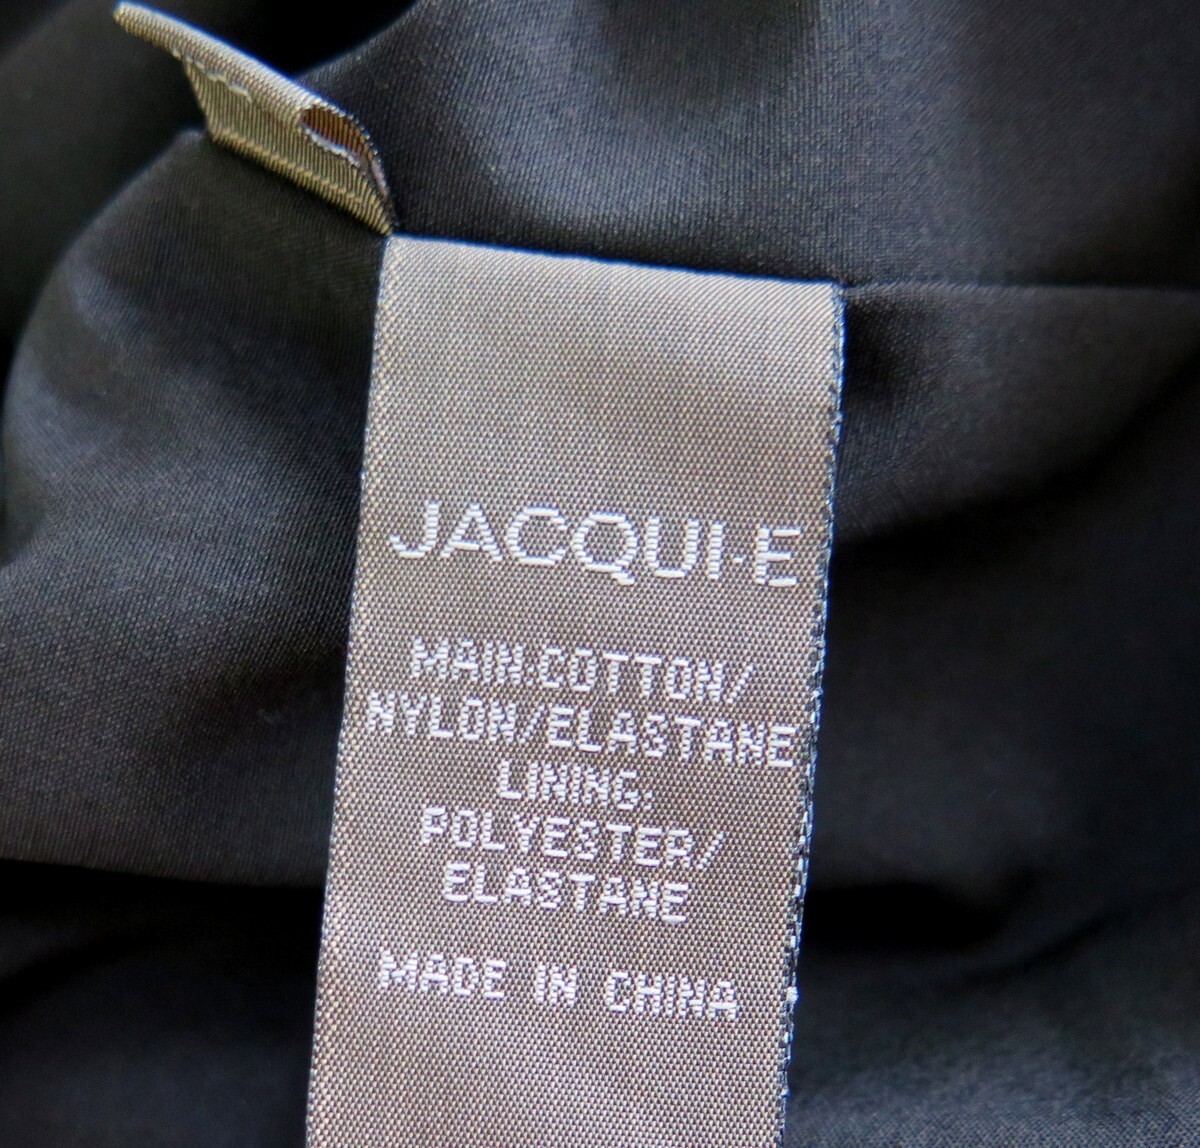 JACQUI·E
MAIN:COTTON/
NYLON/ELASTANE
LINING:
POLYESTER/
ELASTANE
MADE IN CHINA